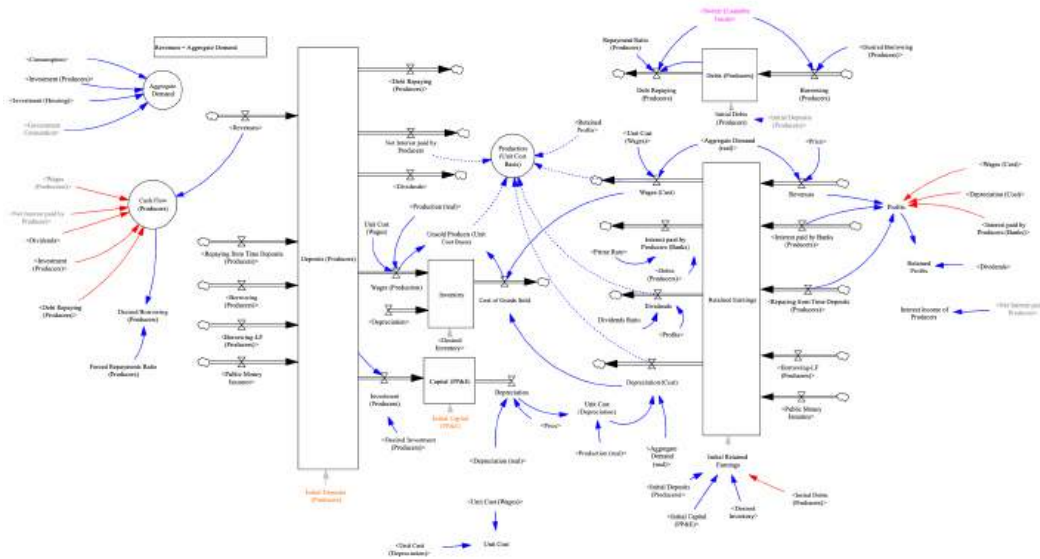 Revenues = Aggregate Demand
<Consumption>
<Investment (Producers)>
<Investment (Housing)>
<Government
Consumption>
Aggregate
Demand
<Revenues>
<Wages
(Production)>
<Net Interest paid by
Producers>
<Dividends>
<Investment
(Producers)>
<Debt Repaying
(Producers)>
Cash Flow
(Producers)
Desired Borrowing
(Producers)
Forced Repayments Ratio
(Producers)
<Repaying from Time Deposits
(Producers)>
<Borrowing
(Producers)>
<Borrowing-LF
(Producers)>
<Public Money
Issuance>
Deposits (Producers)
Initial Deposits
(Producers)
<Debt Repaying
(Producers)>
Net Interest paid by
Producers
<Dividends>
Production
(Unit Cost
Basis)
<Retained
Profits>
Unit Cost
(Wages)
<Production (real)>
Wages (Production)
Unsold Products (Unit
Cost Basis)
Inventory
<Depreciation>
<Desired
Inventory>
Cost of Goods Sold
Investment
(Producers)
<Desired Investment
(Producers)>
Capital (PP&E)
Initial Capital
(PP&E)
Depreciation
<Price>
<Depreciation (real)>
Unit Cost
(Depreciation)
<Production (real)>
<Unit Cost (Wages)>
<Unit Cost
(Depreciation)>
Unit Cost
Repayment Ratio
(Producers)
Debt Repaying
(Producers)
Debts (Producers)
Borrowing
(Producers)
<Desired Borrowing
(Producers)>
Initial Debts
(Producers)
<Initial Deposits
(Producers)>
<Unit Cost
(Wages)>
<Aggregate Demand
(real)>
<Price>
Wages (Cost)
Revenues
Interest paid by
Producers (Banks)
<Prime Rate>
<Debts
(Producers)>
Dividends
Dividends Ratio
<Profits>
Depreciation (Cost)
<Aggregate
Demand
(real)>
Retained Earnings
<Interest paid by Banks
(Producers)>
<Repaying from Time Deposits
(Producers)>
<Borrowing-LF
(Producers)>
<Public Money
Issuance>
Initial Retained
Earnings
<Initial Deposits
(Producers)>
<Initial Capital
(PP&E)>
<Desired
Inventory>
<Initial Debts
(Producers)>
Profits
<Wages (Cost)>
<Depreciation (Cost)>
<Interest paid by
Producers (Banks)>
Retained
Profits
<Dividends>
Interest Income of
Producers
<Net Interest paid by
Producers>